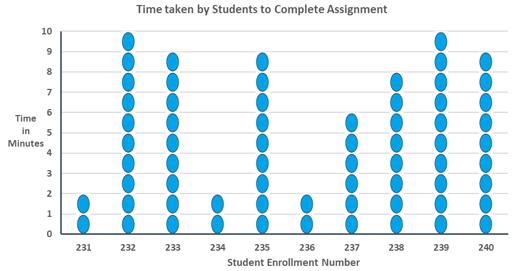 Time taken by Students to Complete Assignment
10
9
8
7
6
5
4
3
2
1
0
Time
in
Minutes
231 232 233 234 235 236 237 238 239 240
Student Enrollment Number